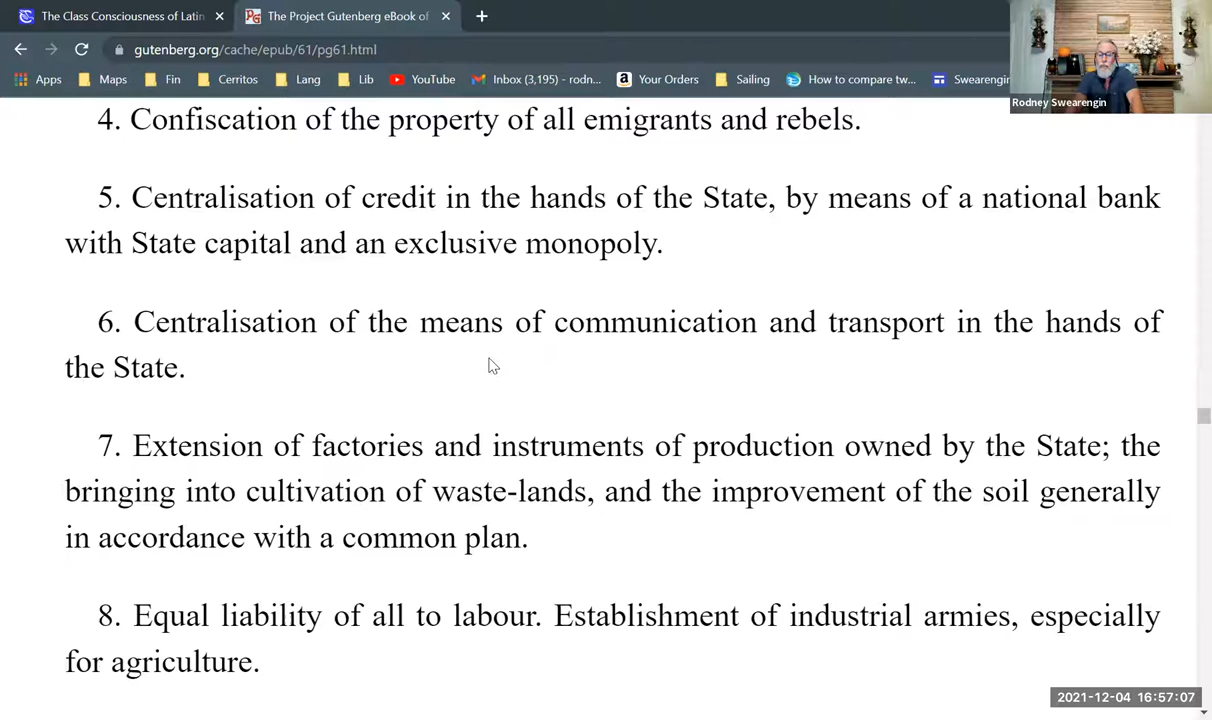 The Class Consciousness of Latin
The Project Gutenberg eBook of
gutenberg.org/cache/epub/61/pg61.html
Apps Maps Fin Cerritos Lang Lib YouTube Inbox (3,195) - rodn... Your Orders Sailing How to compare tw... Swearengin
Rodney Swearengin
4. Confiscation of the property of all emigrants and rebels.
5. Centralisation of credit in the hands of the State, by means of a national bank
with State capital and an exclusive monopoly.
6. Centralisation of the means of communication and transport in the hands of
the State.
7. Extension of factories and instruments of production owned by the State; the
bringing into cultivation of waste-lands, and the improvement of the soil generally
in accordance with a common plan.
8. Equal liability of all to labour. Establishment of industrial armies, especially
for agriculture.
2021-12-04 16:57:07